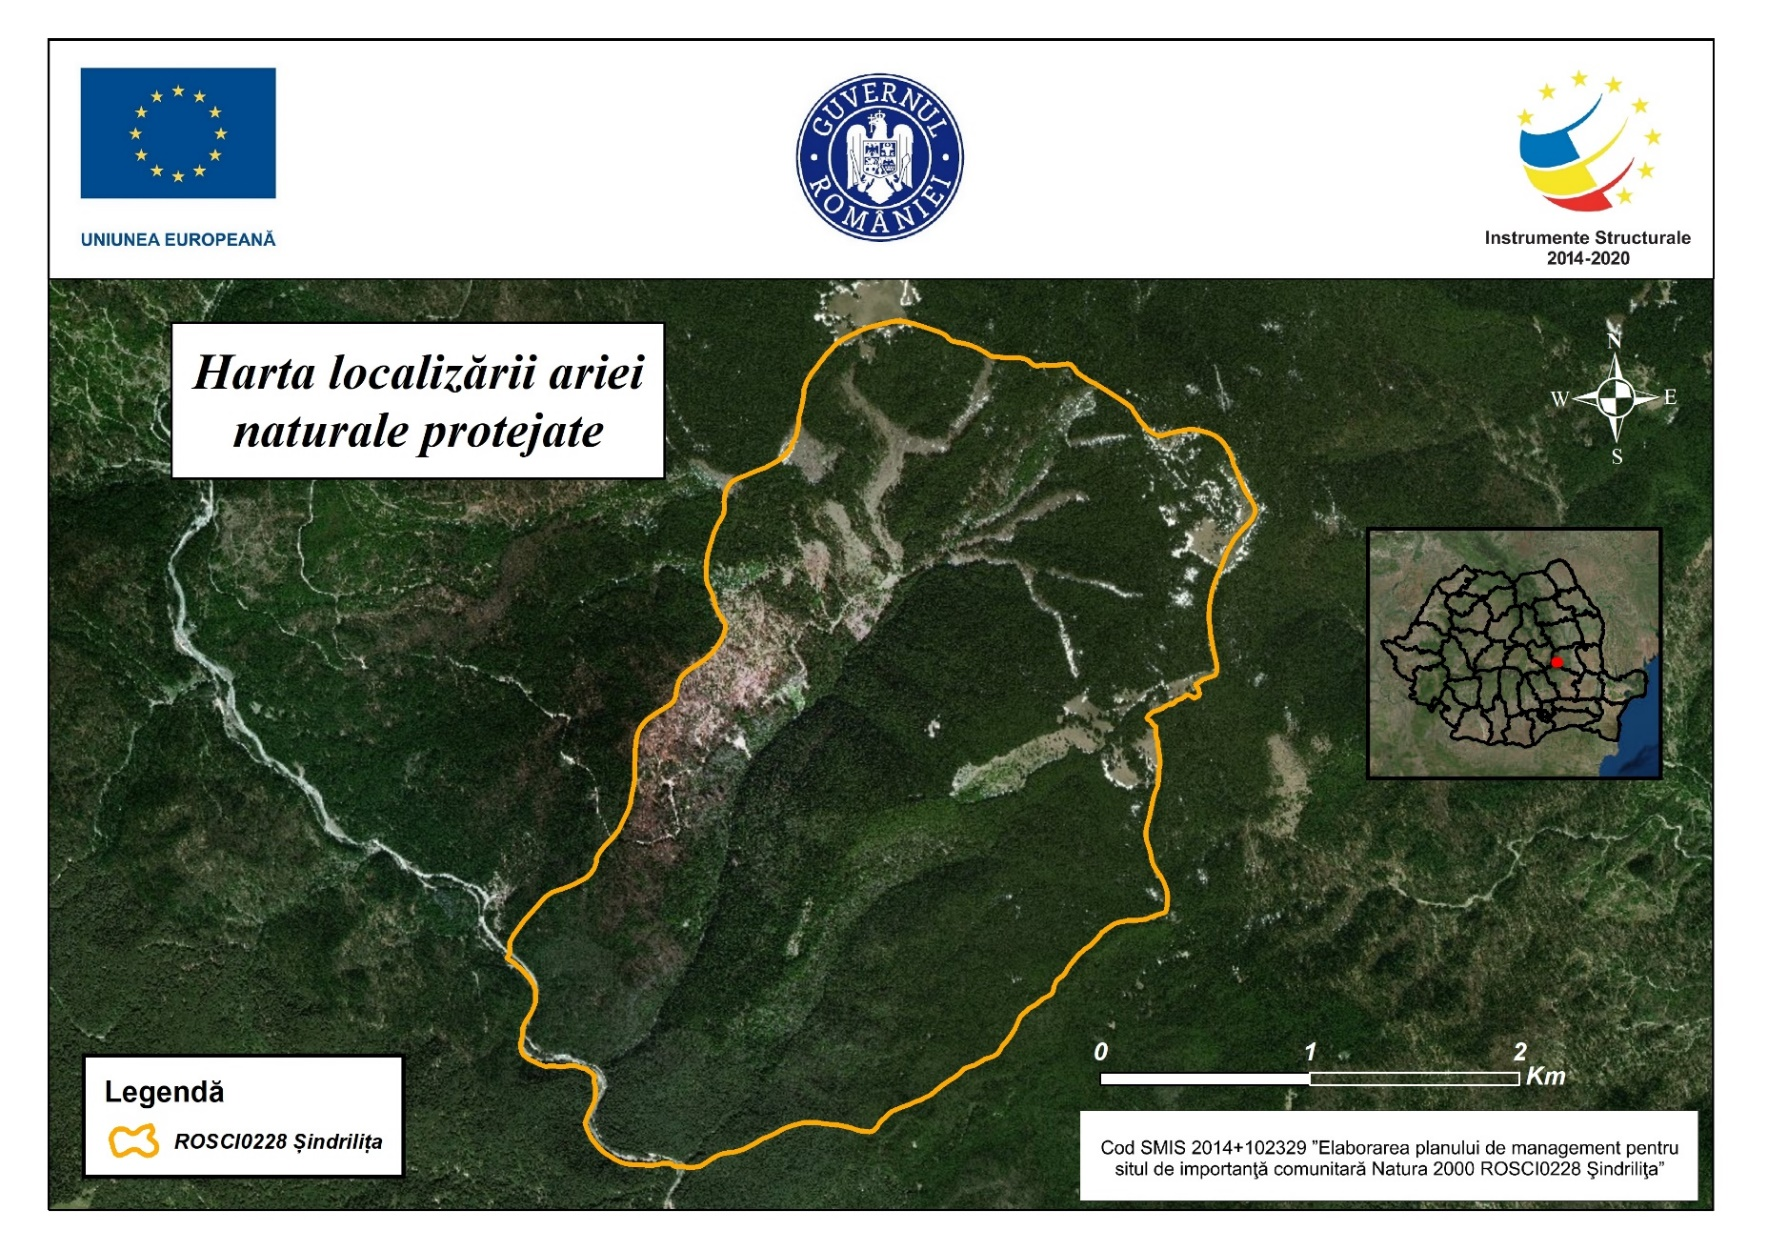 UNIUNEA EUROPEANĂ
GUVERNUL
ROMÂNIEI
Instrumente Structurale
2014-2020
Harta localizării ariei
naturale protejate
N
W
E
S
0
1
2
Km
Legendă
ROSCI0228 Șindrilița
Cod SMIS 2014+102329 "Elaborarea planului de management pentru
situl de importanţă comunitară Natura 2000 ROSCI0228 Şindriliţa"